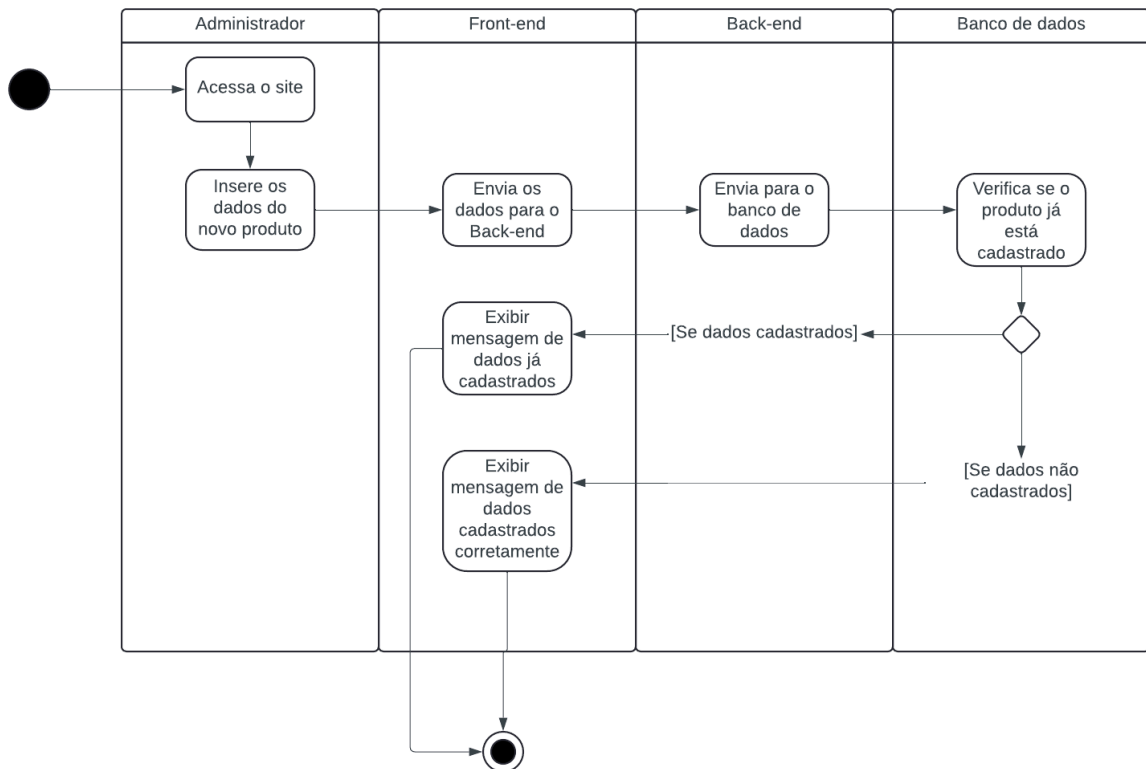 Administrador
Front-end
Back-end
Banco de dados
Acessa o site
Insere os
dados do
novo produto
Envia os
dados para o
Back-end
Envia para o
banco de
dados
Verifica se o
produto já
está
cadastrado
Exibir
mensagem de
dados já
cadastrados
[Se dados cadastrados]
Exibir
mensagem de
dados
cadastrados
corretamente
[Se dados não
cadastrados]